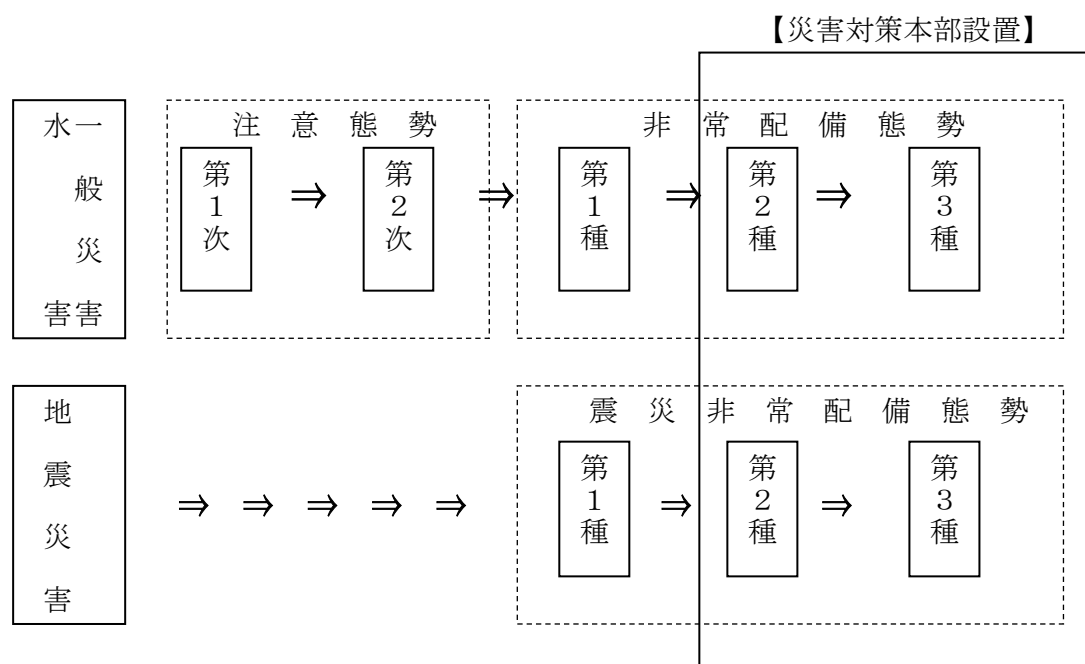 【災害対策本部設置】
一般災害
水害
注意態勢
第1次
⇒
第2次
⇒
非常配備態勢
第1種
⇒
第2種
⇒
第3種
地震災害
⇒ ⇒ ⇒ ⇒ ⇒
震災非常配備態勢
第1種
⇒
第2種
⇒
第3種